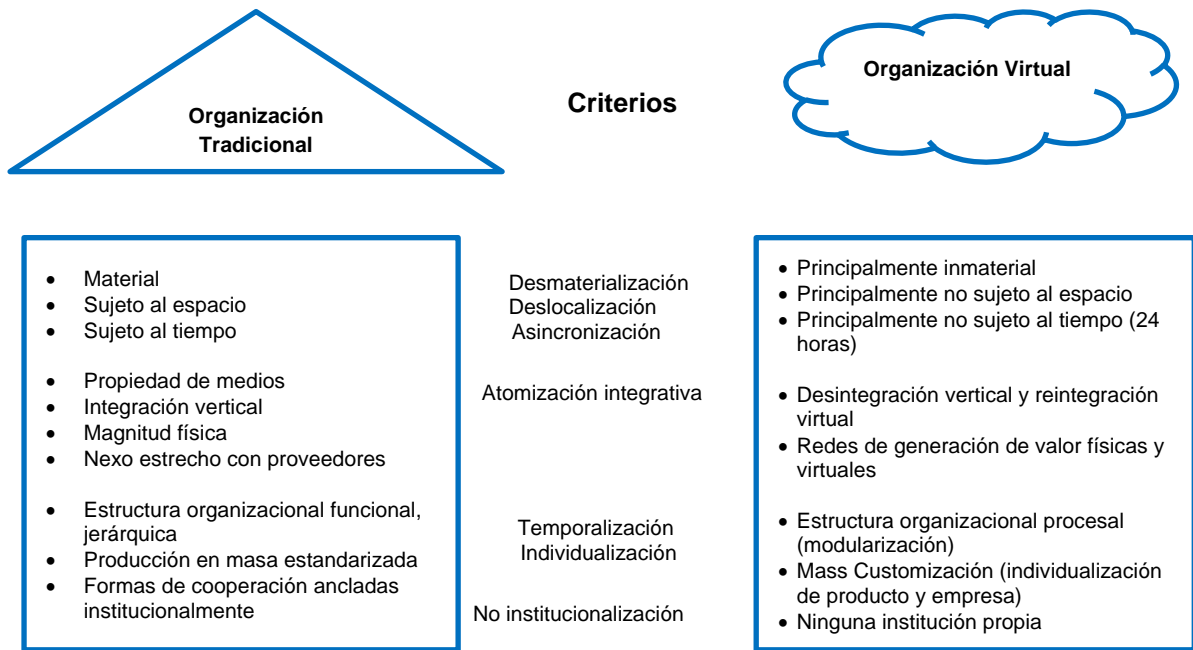 Organización
Tradicional
Criterios
Organización Virtual
• Material
• Sujeto al espacio
• Sujeto al tiempo
• Propiedad de medios
• Integración vertical
• Magnitud física
• Nexo estrecho con proveedores
• Estructura organizacional funcional,
jerárquica
• Producción en masa estandarizada
• Formas de cooperación ancladas
institucionalmente
Desmaterialización
Deslocalización
Asincronización
Atomización integrativa
Temporalización
Individualización
No institucionalización
• Principalmente inmaterial
• Principalmente no sujeto al espacio
• Principalmente no sujeto al tiempo (24
horas)
• Desintegración vertical y reintegración
virtual
• Redes de generación de valor físicas y
virtuales
• Estructura organizacional procesal
(modularización)
• Mass Customización (individualización
de producto y empresa)
• Ninguna institución propia